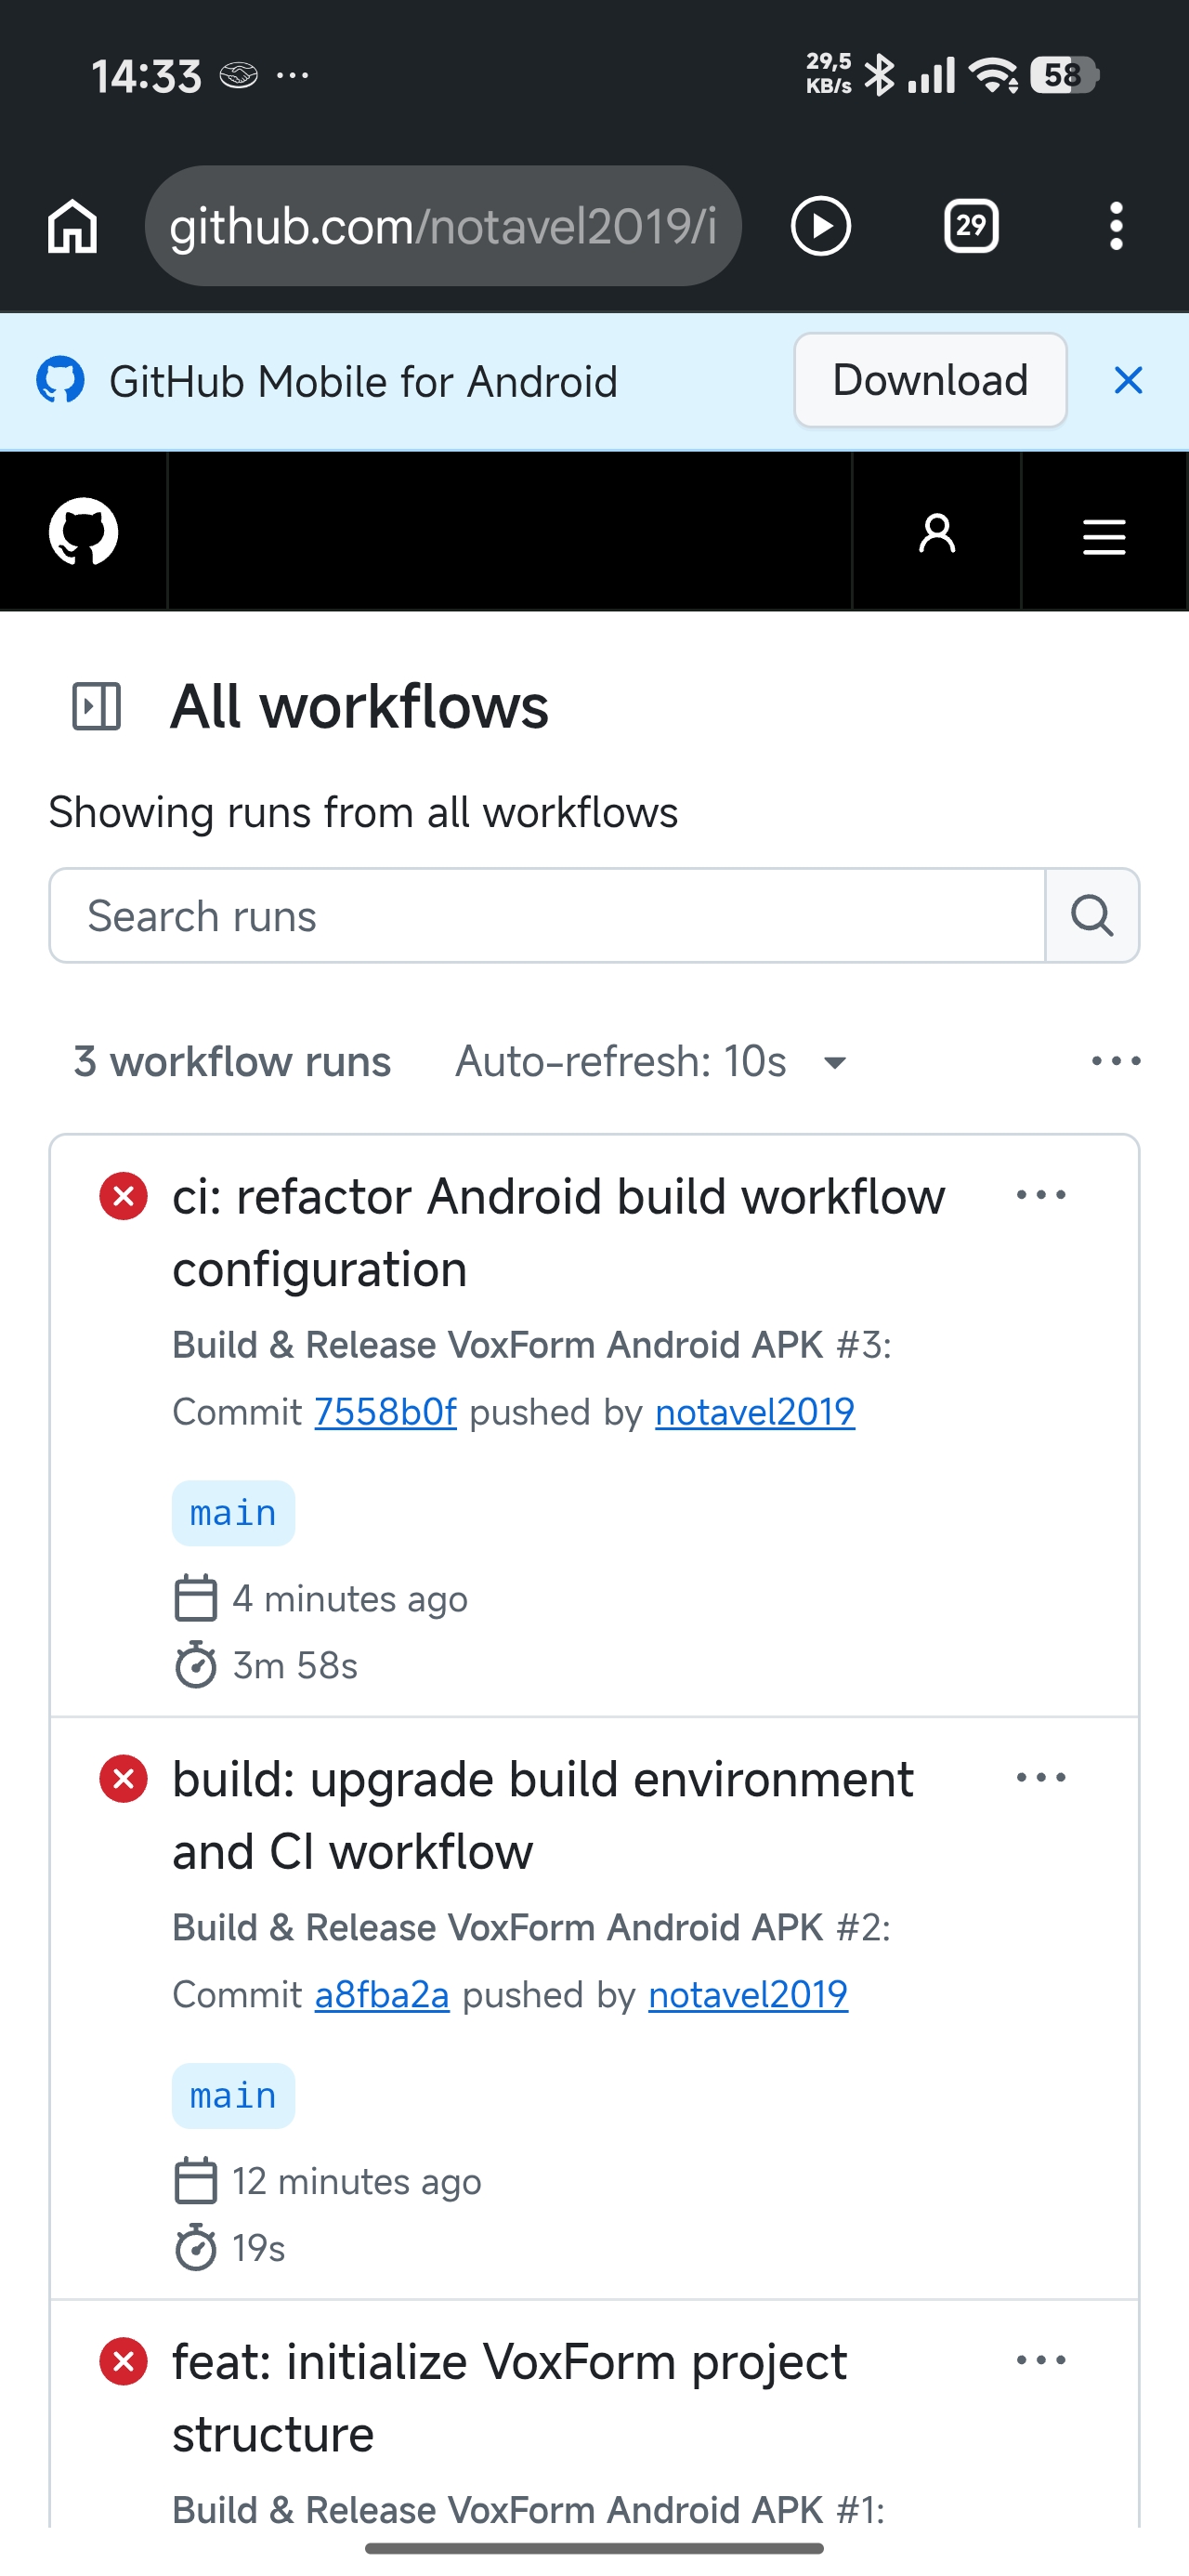 14:33 ...
29,5 KB/s 58
github.com/notavel2019/i 29
GitHub Mobile for Android Download
All workflows
Showing runs from all workflows
Search runs
3 workflow runs Auto-refresh: 10s
ci: refactor Android build workflow
configuration
Build & Release VoxForm Android APK #3:
Commit 7558b0f pushed by notavel2019
main
4 minutes ago
3m 58s
build: upgrade build environment
and CI workflow
Build & Release VoxForm Android APK #2:
Commit a8fba2a pushed by notavel2019
main
12 minutes ago
19s
feat: initialize VoxForm project
structure
Build & Release VoxForm Android APK #1: